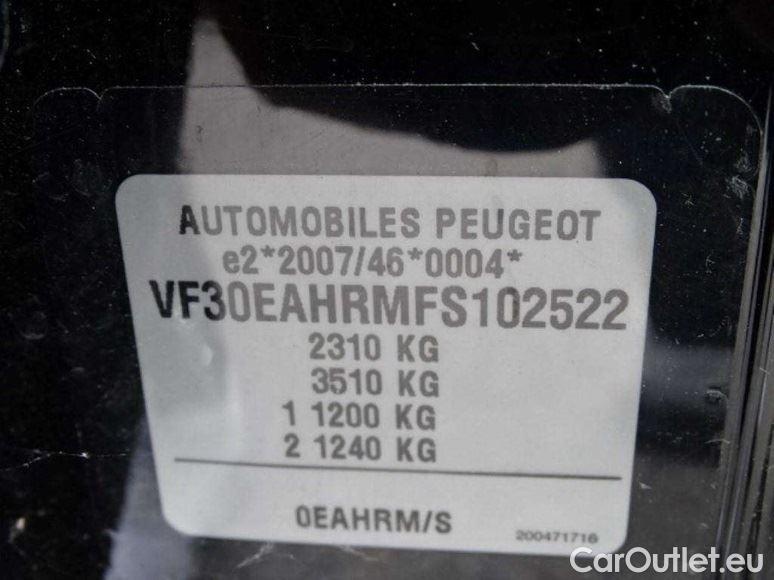 AUTOMOBILES PEUGEOT
e2*2007/46*0004*
VF30EAHRMFS102522
2310 KG
3510 KG
1 1200 KG
2 1240 KG
0EAHRM/S
200471716
CarOutlet.eu